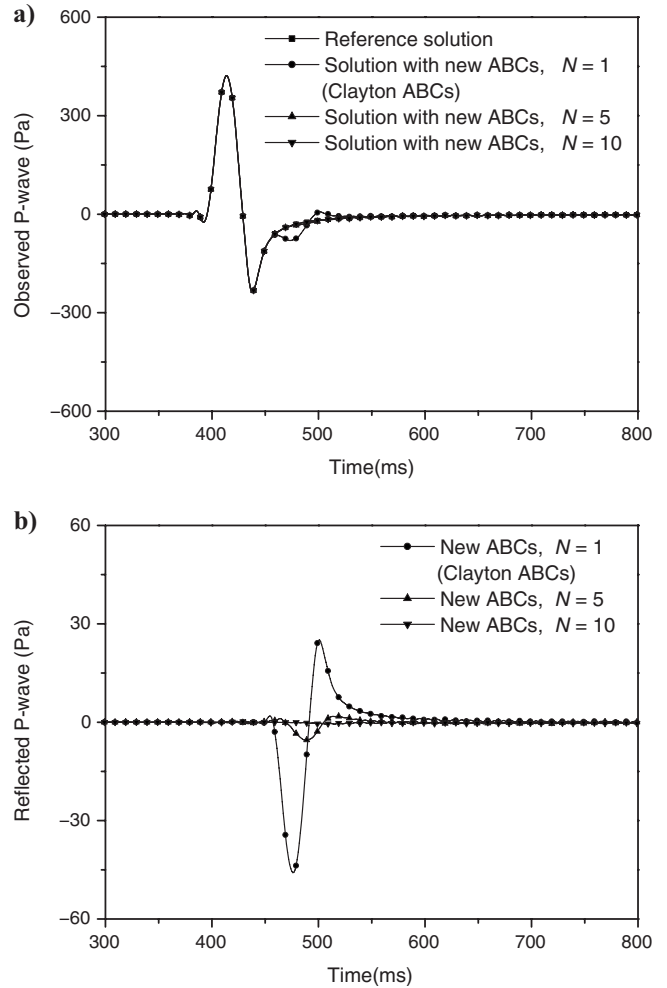 a)
600
300
0
−300
−600
Observed P-wave (Pa)
Reference solution
Solution with new ABCs, N = 1
(Clayton ABCs)
Solution with new ABCs, N = 5
Solution with new ABCs, N = 10
300 400 500 600 700 800
Time(ms)
b)
60
30
0
−30
−60
Reflected P-wave (Pa)
New ABCs, N = 1
(Clayton ABCs)
New ABCs, N = 5
New ABCs, N = 10
300 400 500 600 700 800
Time(ms)